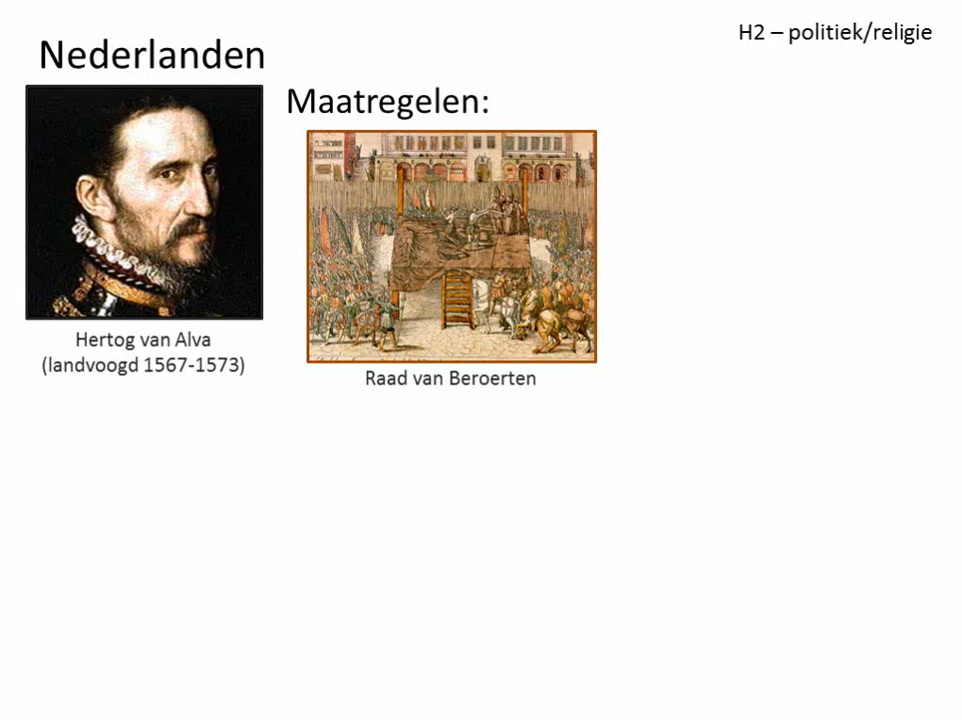 H2 – politiek/religie
Nederlanden
Maatregelen:
Hertog van Alva
(landvoogd 1567-1573)
Raad van Beroerten